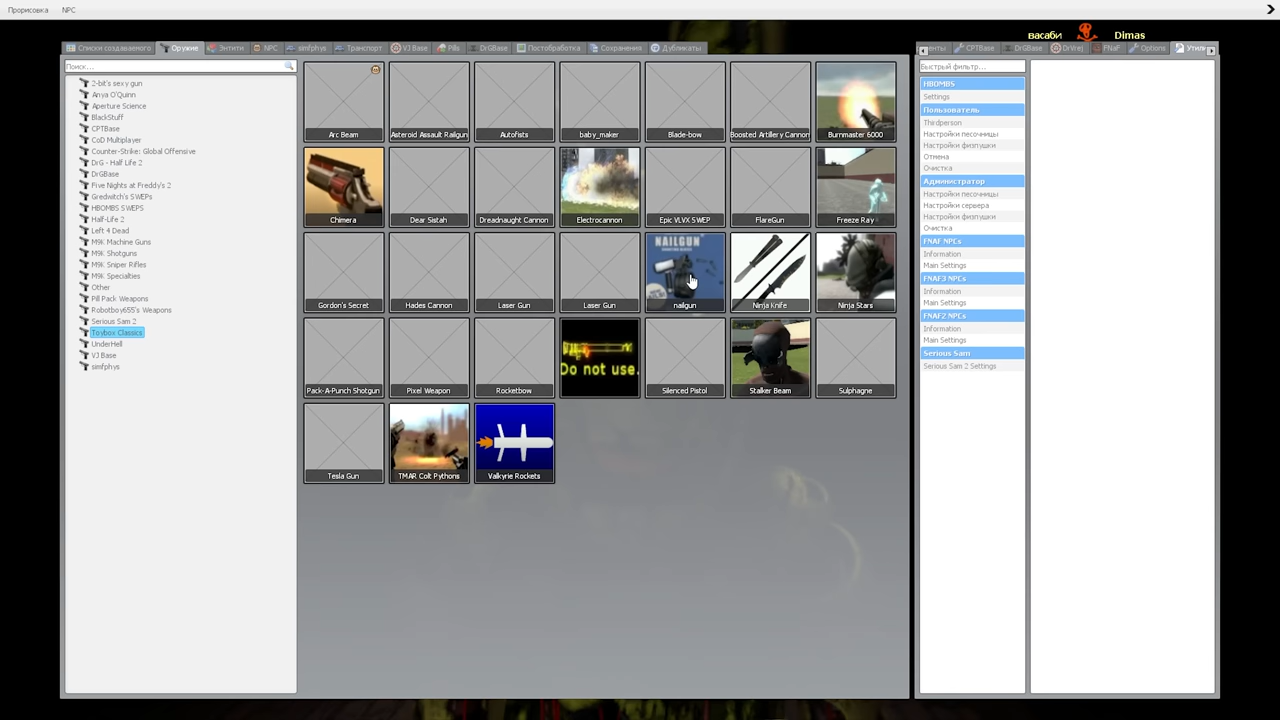 Прорисовка NPC
васаби Dimas
Списки создаваемого Оружие Энтити NPC simfphys Транспорт VJ Base Pills DrGBase Постобработка Сохранения Дубликаты
енты CPTBase DrGBase DrVrej FNaF Options Утили
Поиск...
2-bit's sexy gun
Anya O'Quinn
Aperture Science
BlackStuff
CPTBase
CoD Multiplayer
Counter-Strike: Global Offensive
DrG - Half Life 2
DrGBase
Five Nights at Freddy's 2
Gredwitch's SWEPs
HBOMBS SWEPS
Half-Life 2
Left 4 Dead
M9K Machine Guns
M9K Shotguns
M9K Sniper Rifles
M9K Specialties
Other
Pill Pack Weapons
Robotboy655's Weapons
Serious Sam 2
Toybox Classics
UnderHell
VJ Base
simfphys
Arc Beam Asteroid Assault Railgun Autofists baby_maker Blade-bow Boosted Artillery Cannon Burnmaster 6000
Chimera Dear Sistah Dreadnaught Cannon Electrocannon Epic VLVX SWEP FlareGun Freeze Ray
NAILGUN
Gordon's Secret Hades Cannon Laser Gun Laser Gun nailgun Ninja Knife Ninja Stars
Do not use.
Pack-A-Punch Shotgun Pixel Weapon Rocketbow Silenced Pistol Stalker Beam Sulphagne
Tesla Gun TMAR Colt Pythons Valkyrie Rockets
Быстрый фильтр...
HBOMBS
Settings
Пользователь
Thirdperson
Настройки песочницы
Настройки физпушки
Отмена
Очистка
Администратор
Настройки песочницы
Настройки сервера
Настройки физпушки
Очистка
FNAF NPCs
Information
Main Settings
FNAF3 NPCs
Information
Main Settings
FNAF2 NPCs
Information
Main Settings
Serious Sam
Serious Sam 2 Settings